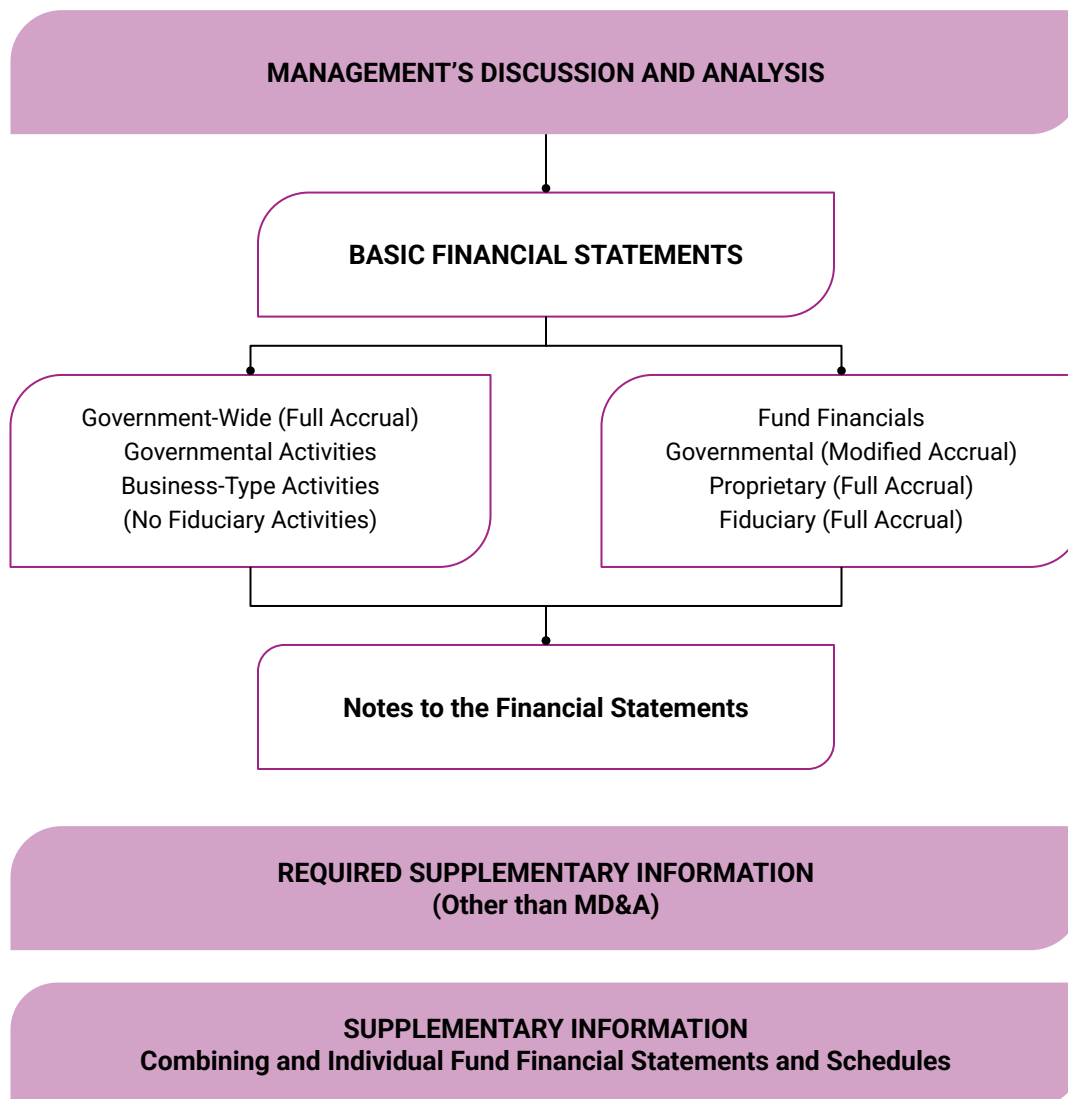 MANAGEMENT’S DISCUSSION AND ANALYSIS
BASIC FINANCIAL STATEMENTS
Government-Wide (Full Accrual)
Governmental Activities
Business-Type Activities
(No Fiduciary Activities)
Fund Financials
Governmental (Modified Accrual)
Proprietary (Full Accrual)
Fiduciary (Full Accrual)
Notes to the Financial Statements
REQUIRED SUPPLEMENTARY INFORMATION
(Other than MD&A)
SUPPLEMENTARY INFORMATION
Combining and Individual Fund Financial Statements and Schedules